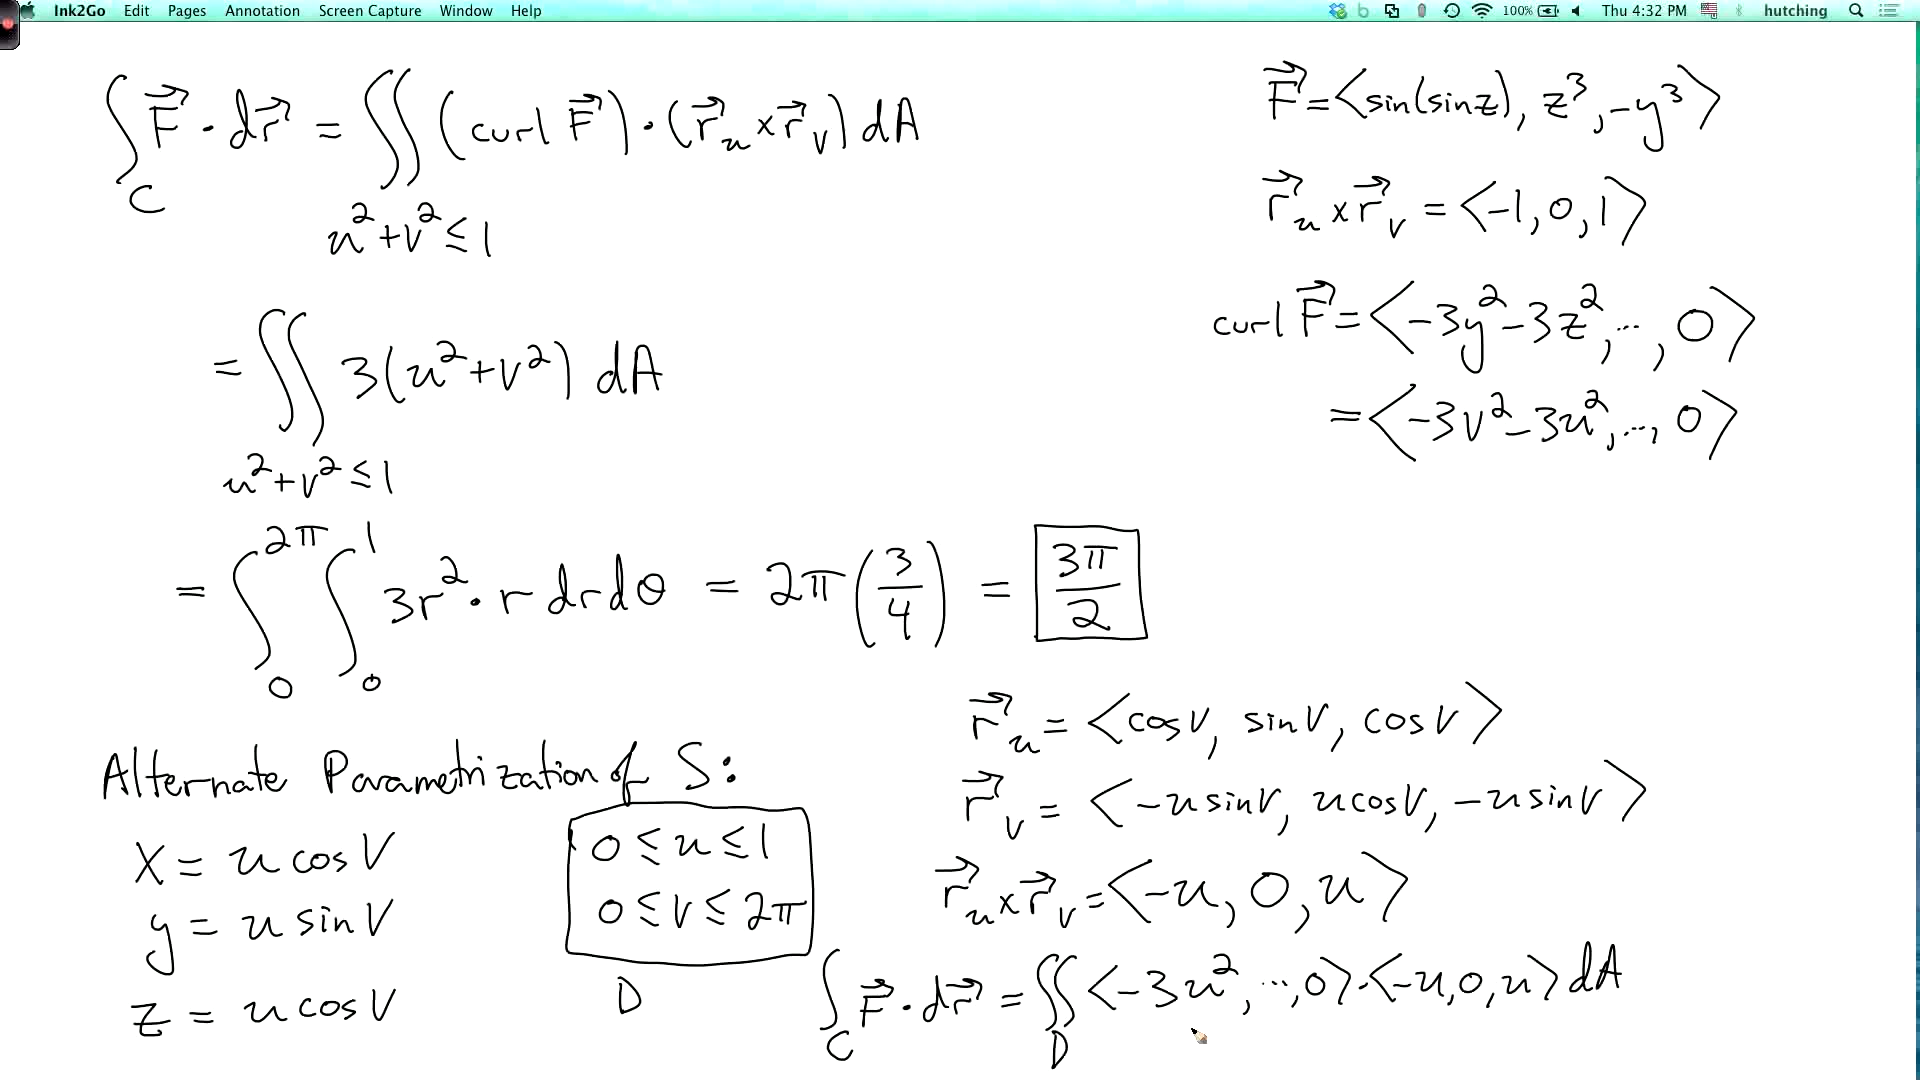 Ink2Go Edit Pages Annotation Screen Capture Window Help 100% Thu 4:32 PM hutching
∫_C F⃗ · dr⃗ = ∬_{u²+v²≤1} (curl F⃗) · (r⃗_u × r⃗_v) dA
= ∬_{u²+v²≤1} 3(u²+v²) dA
= ∫_0^{2π} ∫_0^1 3r² · r dr dθ = 2π (3/4) = 3π/2
F⃗ = <sin(sin z), z³, -y³>
r⃗_u × r⃗_v = <-1, 0, 1>
curl F⃗ = <-3y² - 3z², ..., 0>
= <-3v² - 3u², ..., 0>
Alternate Parametrization of S:
x = u cos v
y = u sin v
z = u cos v
0 ≤ u ≤ 1
0 ≤ v ≤ 2π
D
r⃗_u = <cos v, sin v, cos v>
r⃗_v = <-u sin v, u cos v, -u sin v>
r⃗_u × r⃗_v = <-u, 0, u>
∫_C F⃗ · dr⃗ = ∬_D <-3u², ..., 0> · <-u, 0, u> dA